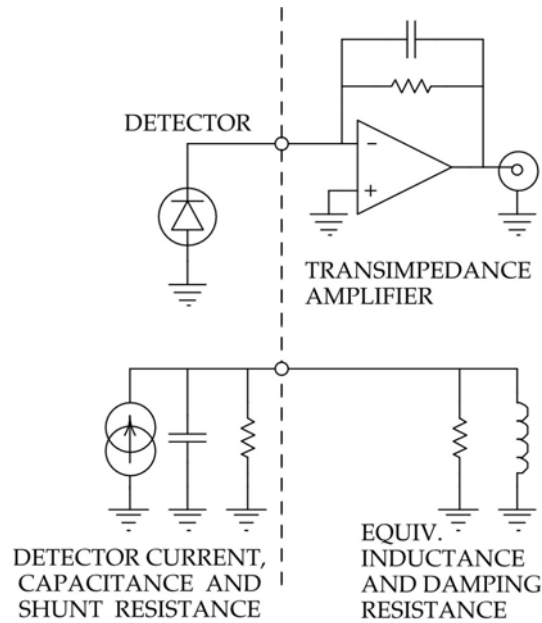 DETECTOR
−
+
TRANSIMPEDANCE
AMPLIFIER
DETECTOR CURRENT,
CAPACITANCE AND
SHUNT RESISTANCE
EQUIV.
INDUCTANCE
AND DAMPING
RESISTANCE